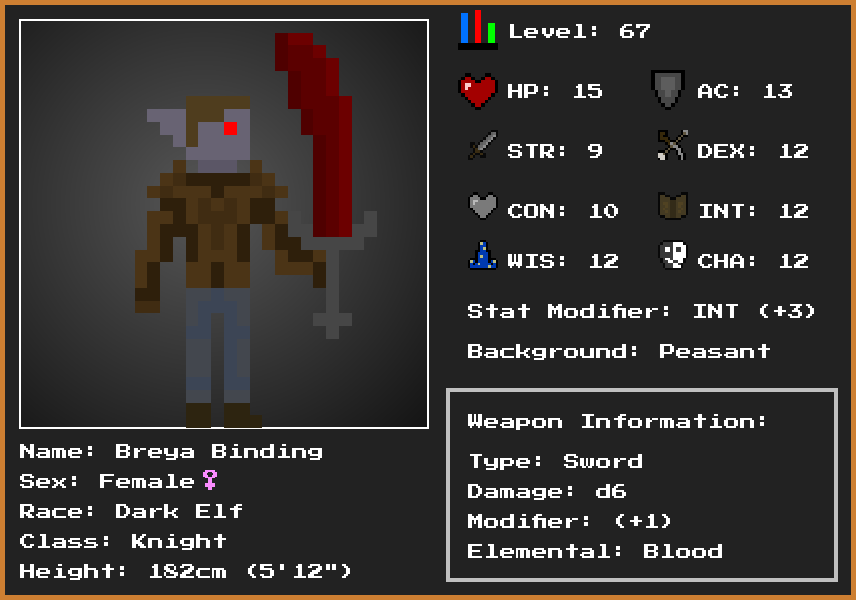 Level: 67
HP: 15
AC: 13
STR: 9
DEX: 12
CON: 10
INT: 12
WIS: 12
CHA: 12
Stat Modifier: INT (+3)
Background: Peasant
Weapon Information:
Type: Sword
Damage: d6
Modifier: (+1)
Elemental: Blood
Name: Breya Binding
Sex: Female♀
Race: Dark Elf
Class: Knight
Height: 182cm (5'12")